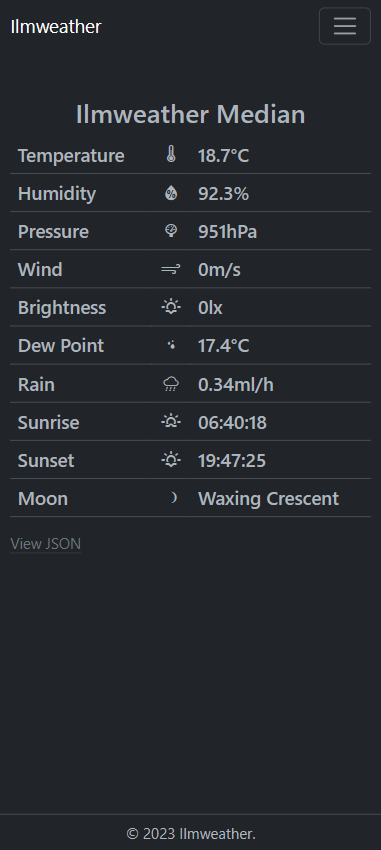 Ilmweather
Ilmweather Median
Temperature 18.7°C
Humidity 92.3%
Pressure 951hPa
Wind 0m/s
Brightness 0lx
Dew Point 17.4°C
Rain 0.34ml/h
Sunrise 06:40:18
Sunset 19:47:25
Moon Waxing Crescent
View JSON
© 2023 Ilmweather.